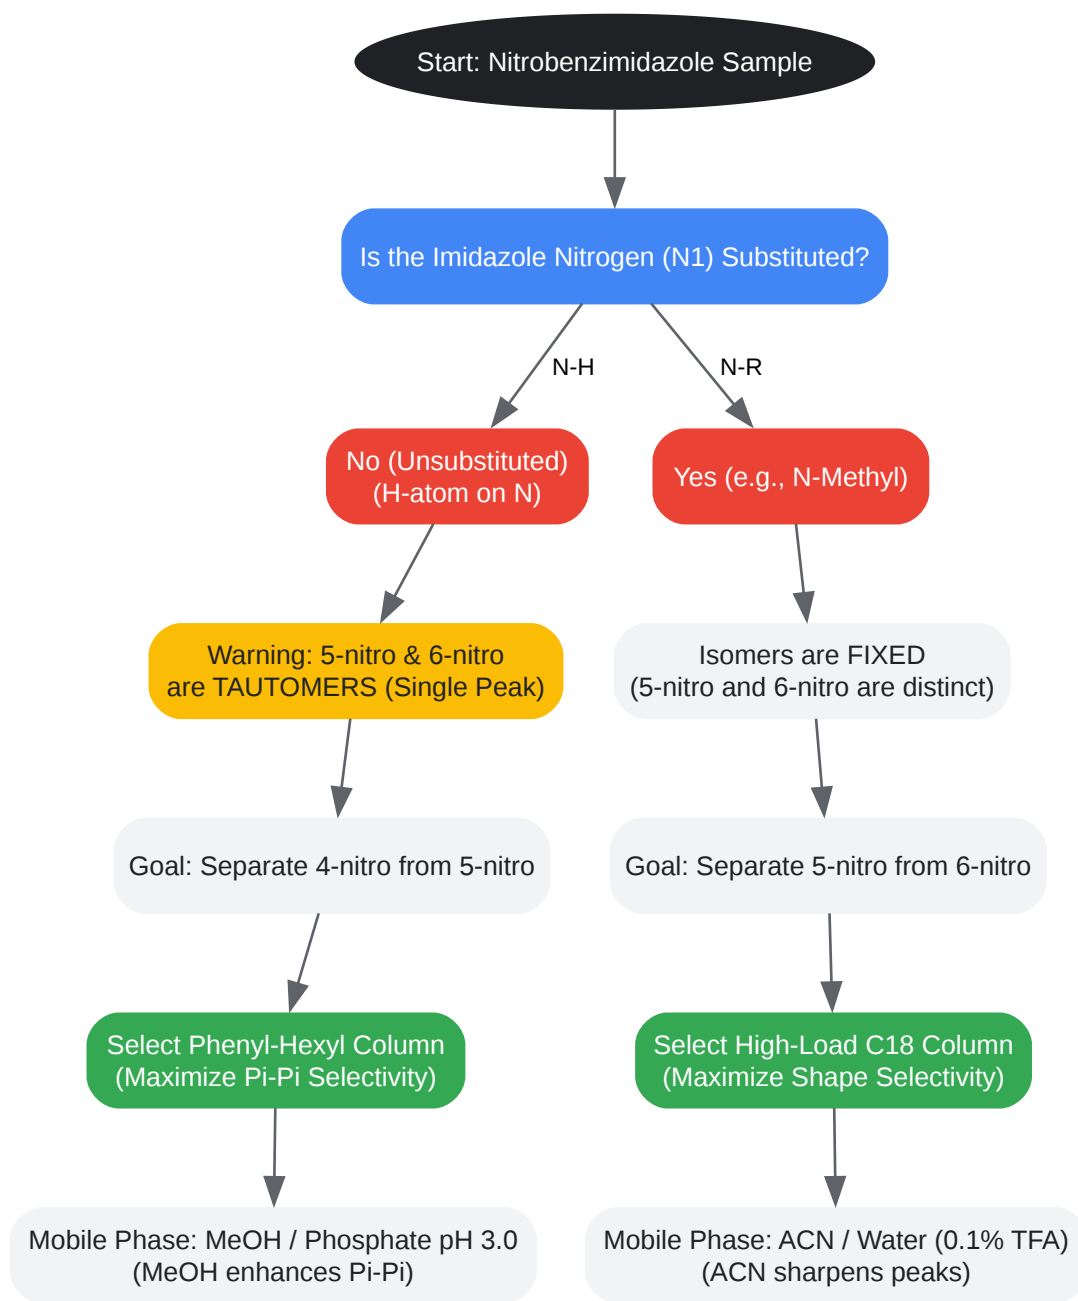 Start: Nitrobenzimidazole Sample
Is the Imidazole Nitrogen (N1) Substituted?
N-H
N-R
No (Unsubstituted)
(H-atom on N)
Yes (e.g., N-Methyl)
Warning: 5-nitro & 6-nitro
are TAUTOMERS (Single Peak)
Isomers are FIXED
(5-nitro and 6-nitro are distinct)
Goal: Separate 4-nitro from 5-nitro
Goal: Separate 5-nitro from 6-nitro
Select Phenyl-Hexyl Column
(Maximize Pi-Pi Selectivity)
Select High-Load C18 Column
(Maximize Shape Selectivity)
Mobile Phase: MeOH / Phosphate pH 3.0
(MeOH enhances Pi-Pi)
Mobile Phase: ACN / Water (0.1% TFA)
(ACN sharpens peaks)